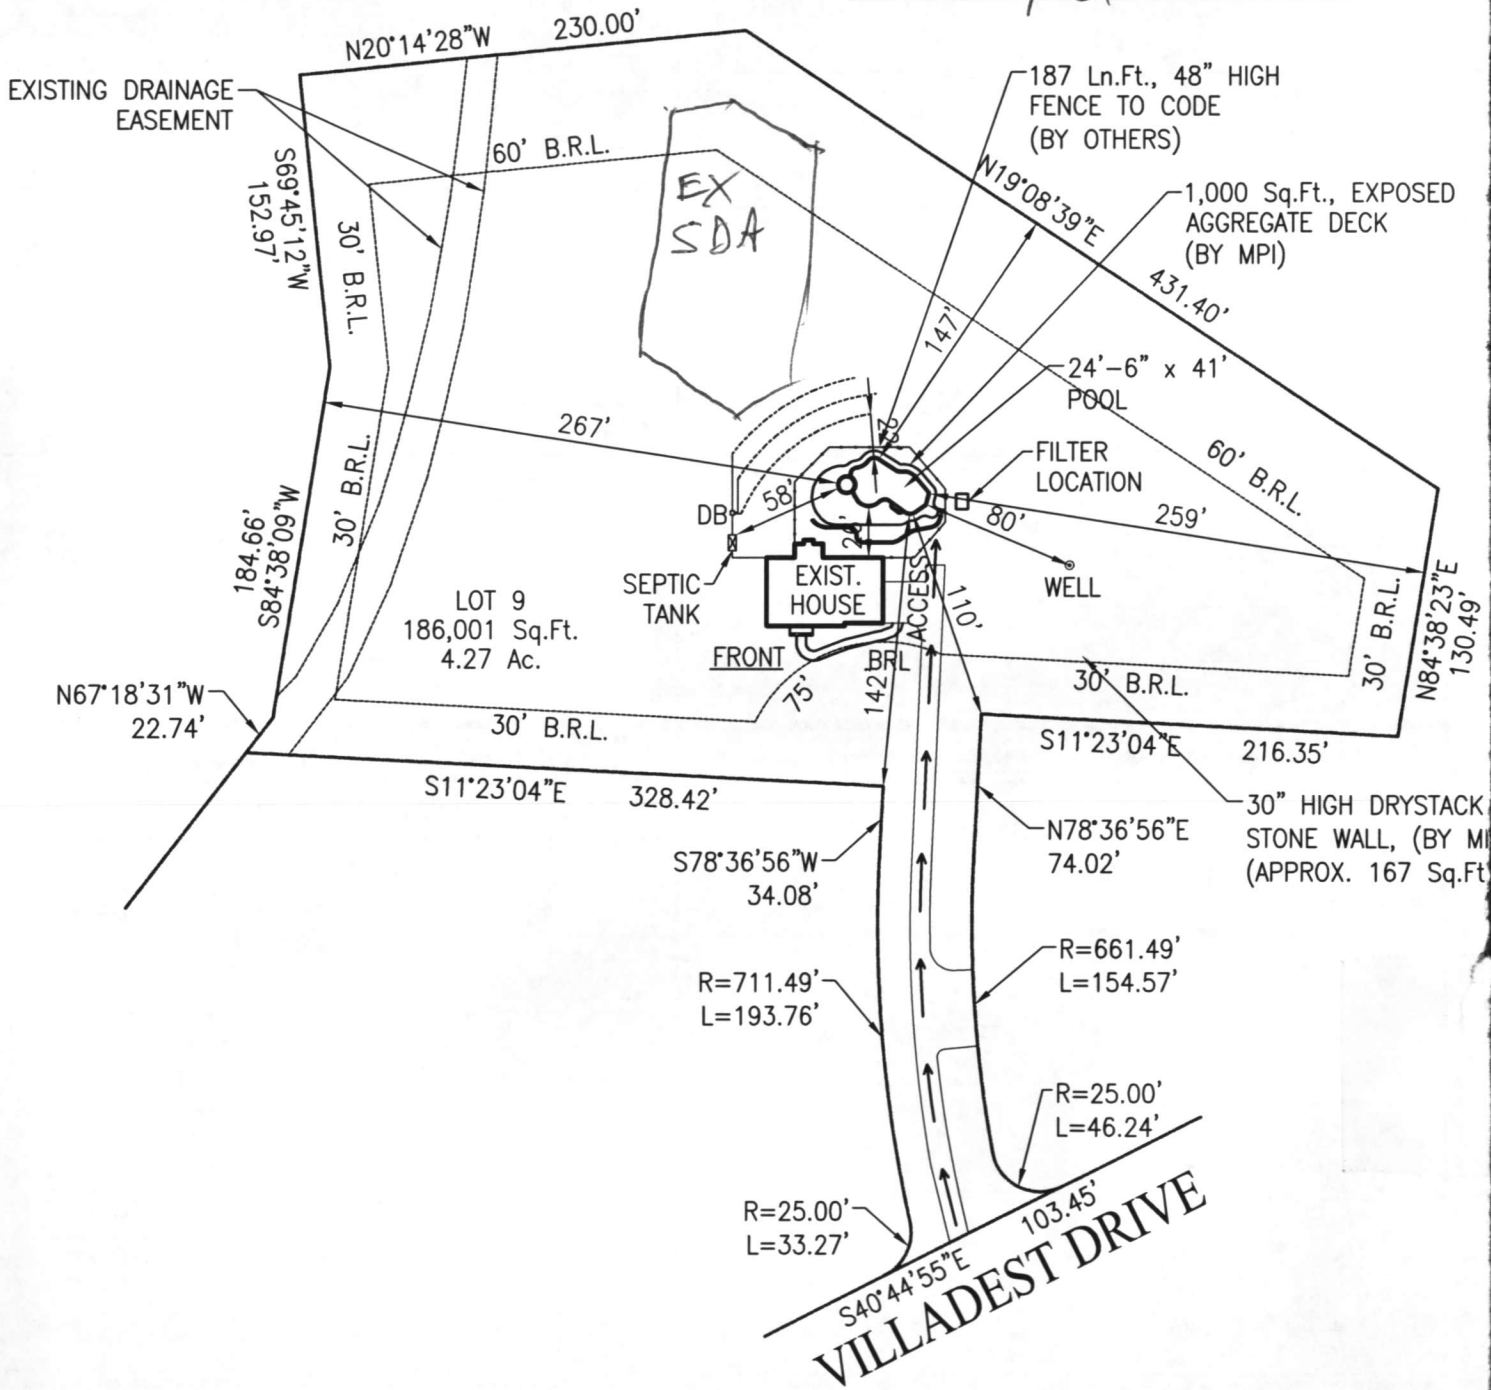 N20°14'28"W 230.00'
EXISTING DRAINAGE
EASEMENT
187 Ln.Ft., 48" HIGH
FENCE TO CODE
(BY OTHERS)
60' B.R.L.
EX
SDA
N19°08'39"E
431.40'
1,000 Sq.Ft., EXPOSED
AGGREGATE DECK
(BY MPI)
S69°45'12"W
152.97'
30' B.R.L.
147'
24'-6" x 41'
POOL
267'
60' B.R.L.
FILTER
LOCATION
30' B.R.L.
58'
DB
80'
259'
184.66'
S84°38'09"W
SEPTIC
TANK
EXIST.
HOUSE
ACCESS
110'
WELL
LOT 9
186,001 Sq.Ft.
4.27 Ac.
N84°38'23"E
130.49'
30' B.R.L.
FRONT
BRL
75'
142'
30' B.R.L.
N67°18'31"W
22.74'
30' B.R.L.
S11°23'04"E 216.35'
S11°23'04"E 328.42'
30" HIGH DRYSTACK
STONE WALL, (BY
(APPROX. 167 Sq.Ft
N78°36'56"E
74.02'
S78°36'56"W
34.08'
R=661.49'
L=154.57'
R=711.49'
L=193.76'
R=25.00'
L=46.24'
R=25.00'
L=33.27'
S40°44'55"E 103.45'
VILLADEST DRIVE